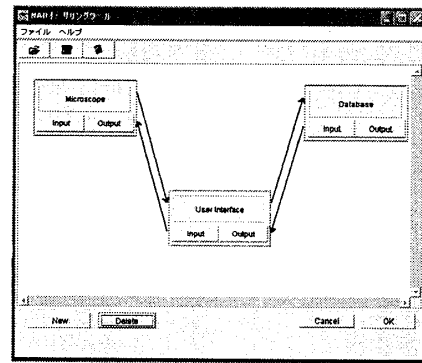 ファイル ヘルプ
Microscope
Input Output
Database
Input Output
User Interface
Input Output
New Delete Cancel OK